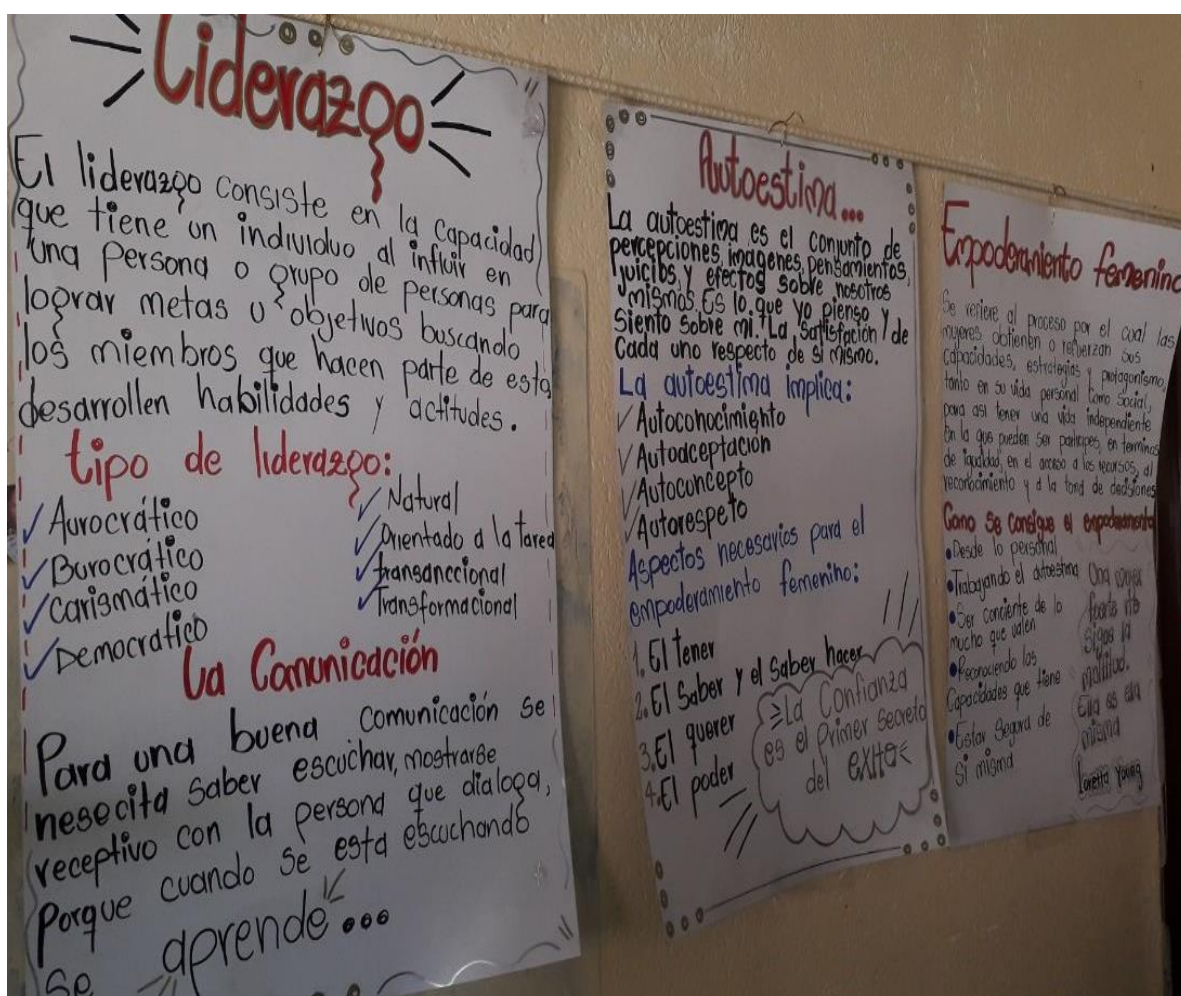 Liderazgo
El liderazgo consiste en la capacidad
que tiene un individuo al influir en
una persona o grupo de personas para
lograr metas u objetivos buscando
los miembros que hacen parte de esta
desarrollen habilidades y actitudes.
tipo de liderazgo:
✓ Aurocrático
✓ Burocrático
✓ Carismático
✓ Democratico
✓ Natural
✓ Orientado a la tarea
✓ transanccional
✓ Transformacional
La Comunicación
Para una buena comunicación se
nesecita saber escuchar, mostrarse
receptivo con la persona que dialoga,
Porque cuando se esta escuchando
se aprende...
Autoestima...
La autoestima es el conjunto de
percepciones, imagenes, pensamientos,
juicios, y efectos sobre nosotros
mismos. Es lo que yo pienso y
siento sobre mi. La satisfación / de
Cada uno respecto de si mismo.
La autoestima implica:
✓ Autoconocimiento
✓ Autoaceptación
✓ Autoconcepto
✓ Autorespeto
Aspectos necesarios para el
empoderamiento femenino:
1. El Tener
2. El Saber y el Saber hacer
3. El querer
4. El poder
La Confianza
es el Primer Secreto
del exito
Empoderamiento femenino
Se refiere al proceso por el cual las
mujeres obtienen o refuerzan sus
capacidades, estrategias y protagonismo,
tanto en su vida personal como social,
para asi tener una vida independiente
en la que pueden ser participes, en terminos
de igualdad, en el acceso a los recursos, al
reconocimiento y a la toma de decisiones
Como se consigue el
• Desde lo personal
• Trabajando el autoestima
• Ser conciente de lo
mucho que valen
• Reconociendo las
Capacidades que tiene
• Estar Segura de
si misma
Una mujer
fuerte no
sigue la
multitud.
Ella es ella
misma
Loretta Young